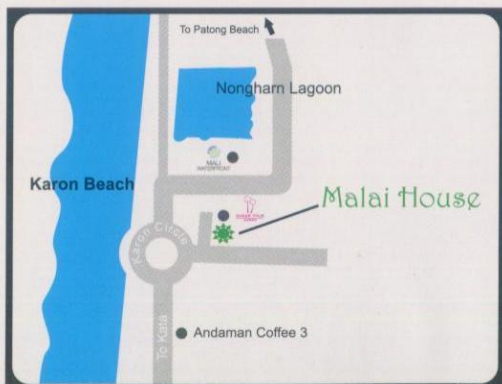 To Patong Beach
Nongharn Lagoon
MALI
WATERFRONT
Karon Beach
Malai House
Karon Circle
To Kata
Andaman Coffee 3